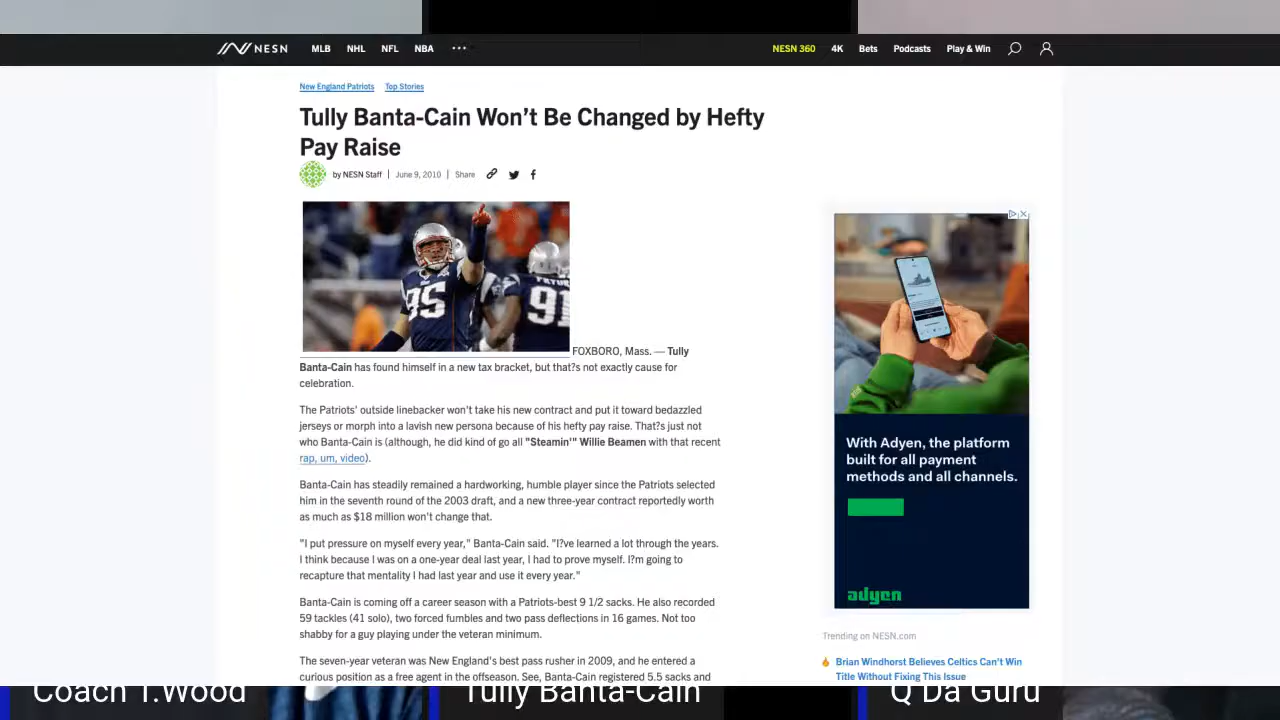 NESN MLB NHL NFL NBA ••• NESN 360 4K Bets Podcasts Play & Win
New England Patriots Top Stories
Tully Banta-Cain Won’t Be Changed by Hefty
Pay Raise
by NESN Staff | June 9, 2010 | Share
95
91
FOXBORO, Mass. — Tully
Banta-Cain has found himself in a new tax bracket, but that?s not exactly cause for
celebration.
The Patriots' outside linebacker won't take his new contract and put it toward bedazzled
jerseys or morph into a lavish new persona because of his hefty pay raise. That?s just not
who Banta-Cain is (although, he did kind of go all "Steamin'" Willie Beamen with that recent
rap, um, video).
Banta-Cain has steadily remained a hardworking, humble player since the Patriots selected
him in the seventh round of the 2003 draft, and a new three-year contract reportedly worth
as much as $18 million won't change that.
"I put pressure on myself every year," Banta-Cain said. "I?ve learned a lot through the years.
I think because I was on a one-year deal last year, I had to prove myself. I?m going to
recapture that mentality I had last year and use it every year."
Banta-Cain is coming off a career season with a Patriots-best 9 1/2 sacks. He also recorded
59 tackles (41 solo), two forced fumbles and two pass deflections in 16 games. Not too
shabby for a guy playing under the veteran minimum.
The seven-year veteran was New England's best pass rusher in 2009, and he entered a
curious position as a free agent in the offseason. See, Banta-Cain registered 5.5 sacks and
With Adyen, the platform
built for all payment
methods and all channels.
adyen
Trending on NESN.com
Brian Windhorst Believes Celtics Can't Win
Title Without Fixing This Issue
Coach T.Wood Tully Banta-Cain Q Da Guru